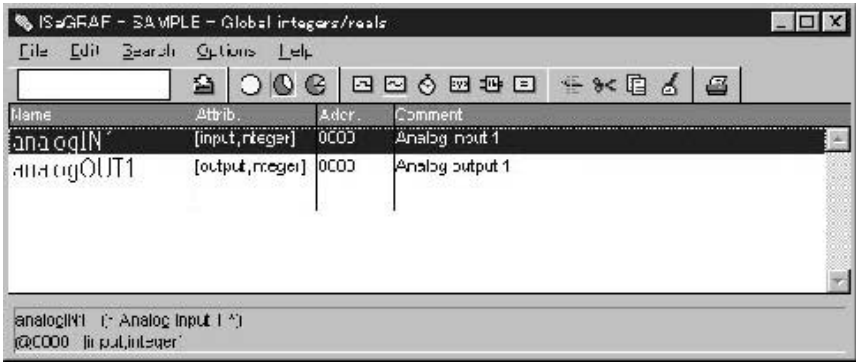 ISaGRAF - SAMPLE - Global integers/reals
File Edit Search Options Help
Name Attrib. Addr. Comment
analogIN1 [input,integer] 0000 Analog input 1
analogOUT1 [output,integer] 0000 Analog output 1
analogIN1 (* Analog Input 1 *)
@0000 [input,integer]